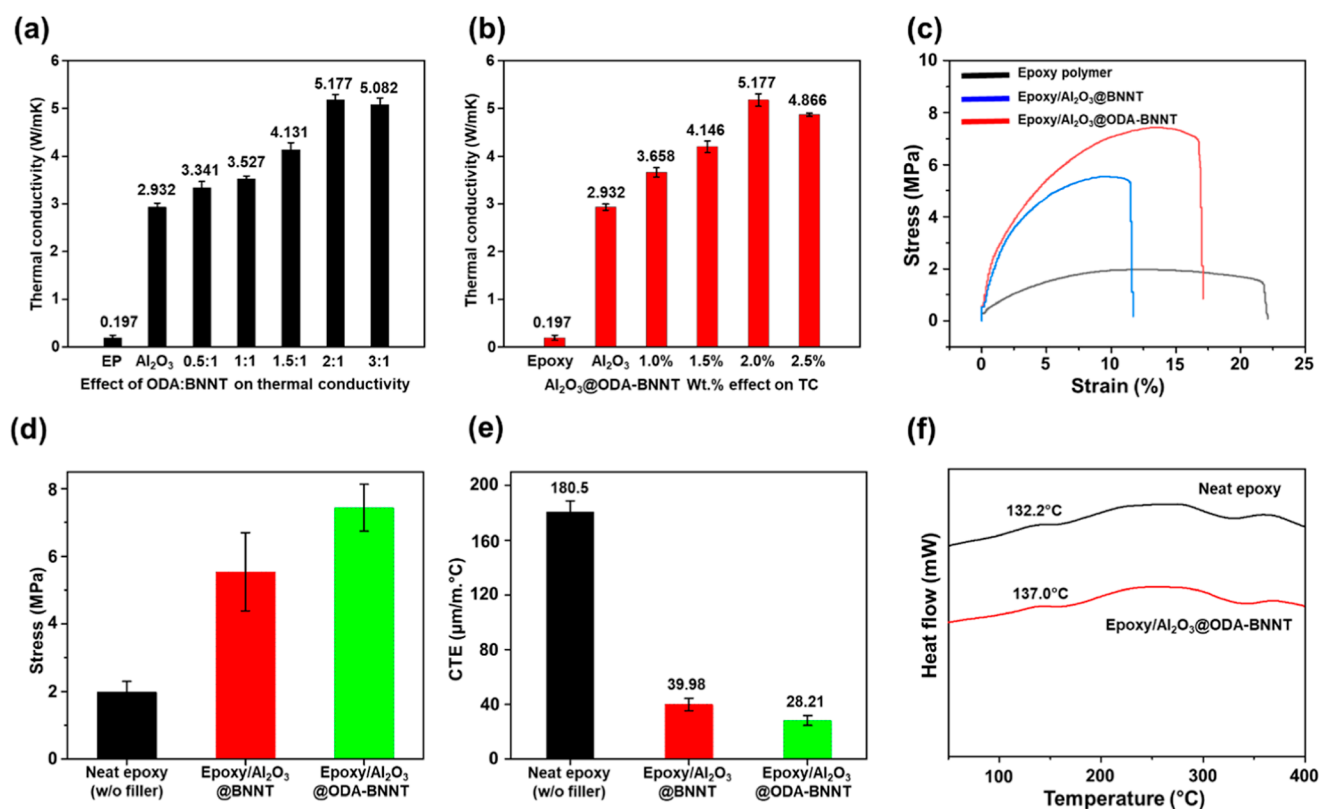 (a)
Thermal conductivity (W/mK)
6
5
4
3
2
1
0
0.197
2.932
3.341
3.527
4.131
5.177
5.082
EP Al₂O₃ 0.5:1 1:1 1.5:1 2:1 3:1
Effect of ODA:BNNT on thermal conductivity
(b)
Thermal conductivity (W/mK)
6
5
4
3
2
1
0
0.197
2.932
3.658
4.146
5.177
4.866
Epoxy Al₂O₃ 1.0% 1.5% 2.0% 2.5%
Al₂O₃@ODA-BNNT Wt.% effect on TC
(c)
Stress (MPa)
10
8
6
4
2
0
Epoxy polymer
Epoxy/Al₂O₃@BNNT
Epoxy/Al₂O₃@ODA-BNNT
0 5 10 15 20 25
Strain (%)
(d)
Stress (MPa)
8
6
4
2
0
Neat epoxy
(w/o filler)
Epoxy/Al₂O₃
@BNNT
Epoxy/Al₂O₃
@ODA-BNNT
(e)
CTE (µm/m.°C)
200
160
120
80
40
0
180.5
39.98
28.21
Neat epoxy
(w/o filler)
Epoxy/Al₂O₃
@BNNT
Epoxy/Al₂O₃
@ODA-BNNT
(f)
Heat flow (mW)
Neat epoxy
132.2°C
137.0°C
Epoxy/Al₂O₃@ODA-BNNT
100 200 300 400
Temperature (°C)